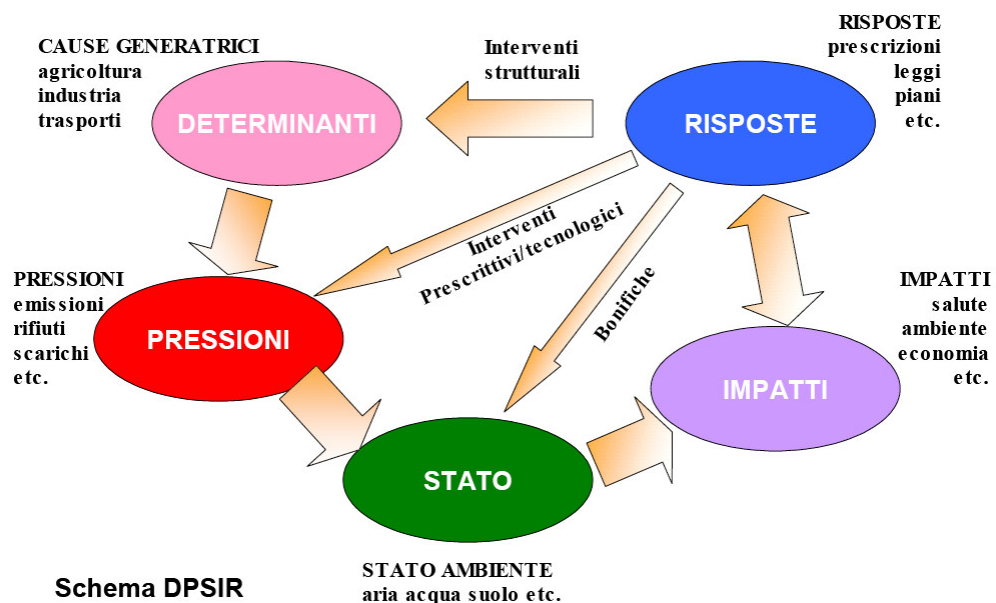 CAUSE GENERATRICI
agricoltura
industria
trasporti
DETERMINANTI
Interventi
strutturali
RISPOSTE
RISPOSTE
prescrizioni
leggi
piani
etc.
Interventi
Prescrittivi/tecnologici
Bonifiche
PRESSIONI
emissioni
rifiuti
scarichi
etc.
PRESSIONI
IMPATTI
IMPATTI
salute
ambiente
economia
etc.
STATO
STATO AMBIENTE
aria acqua suolo etc.
Schema DPSIR